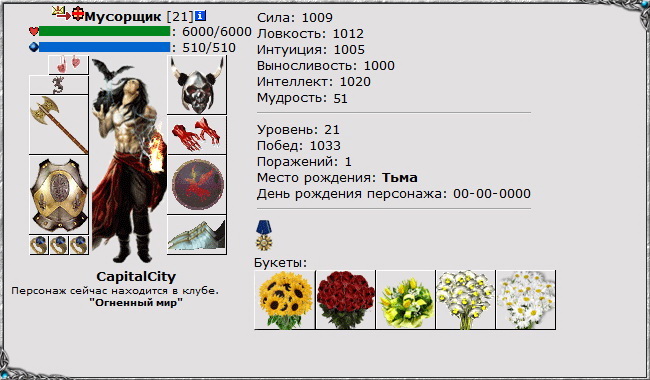 Мусорщик [21]
: 6000/6000
: 510/510
CapitalCity
Персонаж сейчас находится в клубе.
"Огненный мир"
Сила: 1009
Ловкость: 1012
Интуиция: 1005
Выносливость: 1000
Интеллект: 1020
Мудрость: 51
Уровень: 21
Побед: 1033
Поражений: 1
Место рождения: Тьма
День рождения персонажа: 00-00-0000
Букеты: